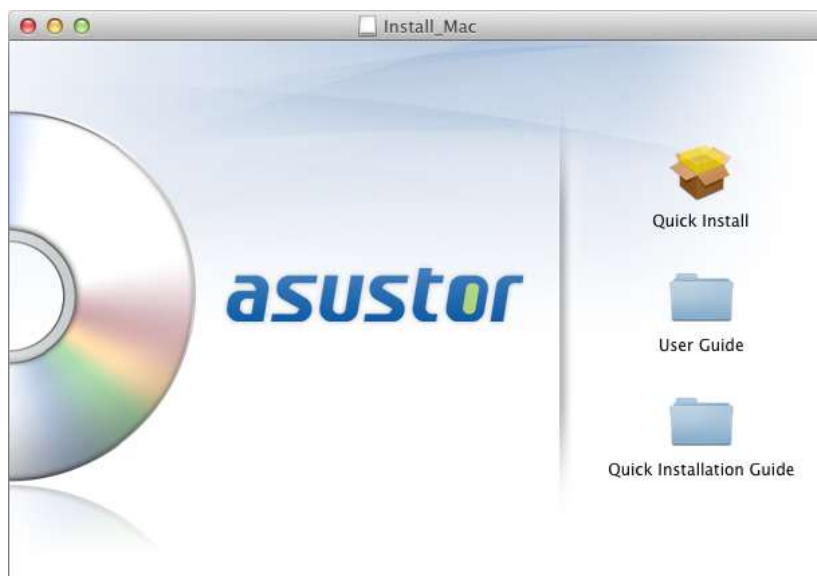 Install_Mac
Quick Install
asustor
User Guide
Quick Installation Guide